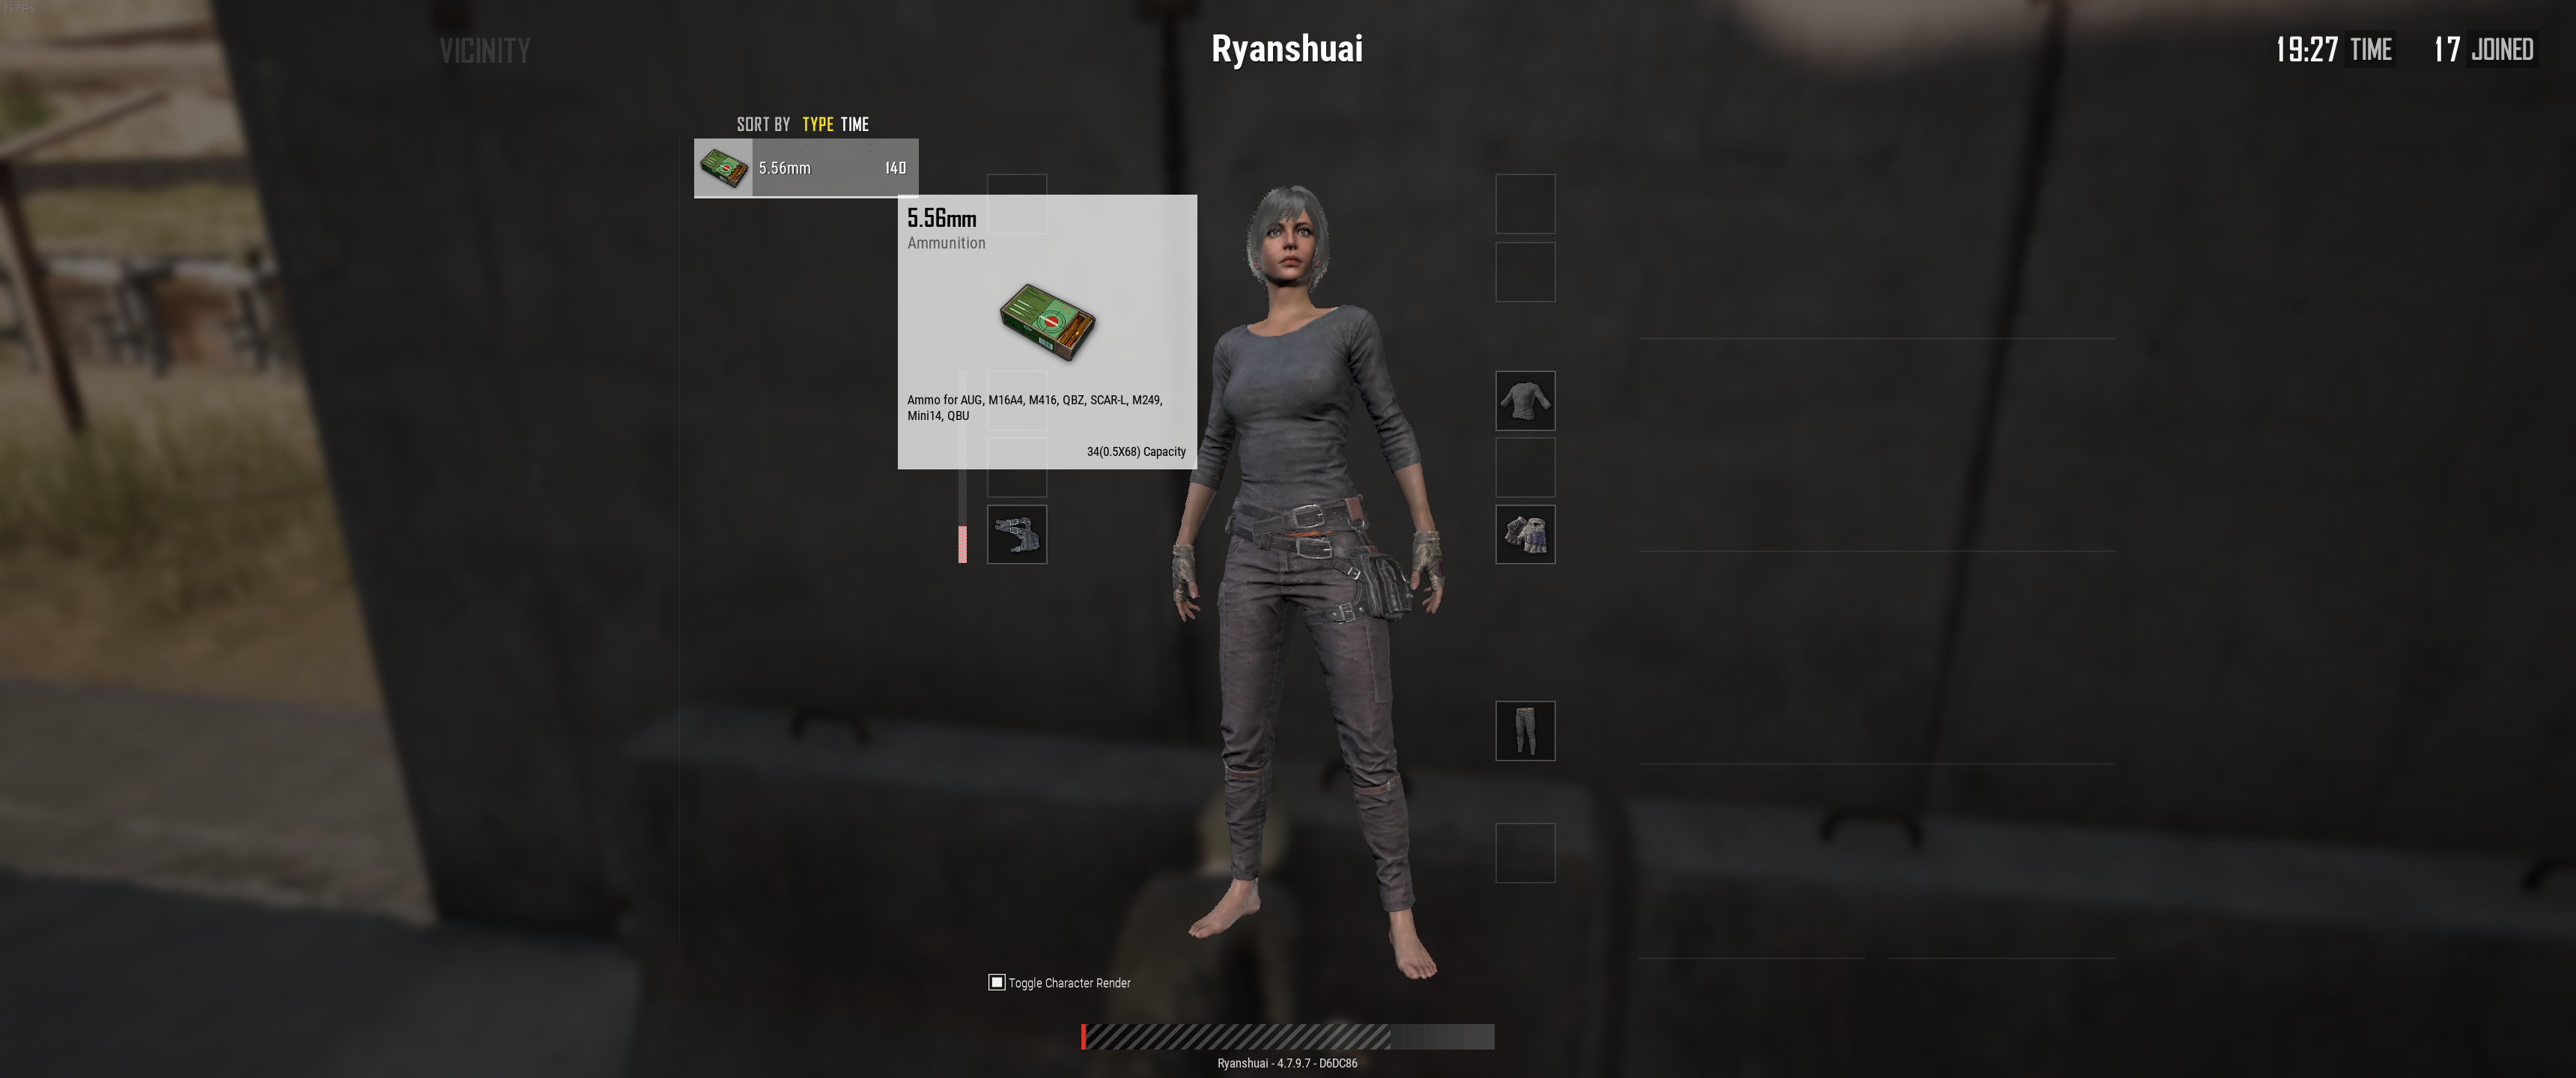 VICINITY
Ryanshuai
19:27 TIME 17 JOINED
SORT BY TYPE TIME
5.56mm 140
5.56mm
Ammunition
Ammo for AUG, M16A4, M416, QBZ, SCAR-L, M249,
Mini14, QBU
34(0.5X68) Capacity
Toggle Character Render
Ryanshuai - 4.7.9.7 - D6DC86